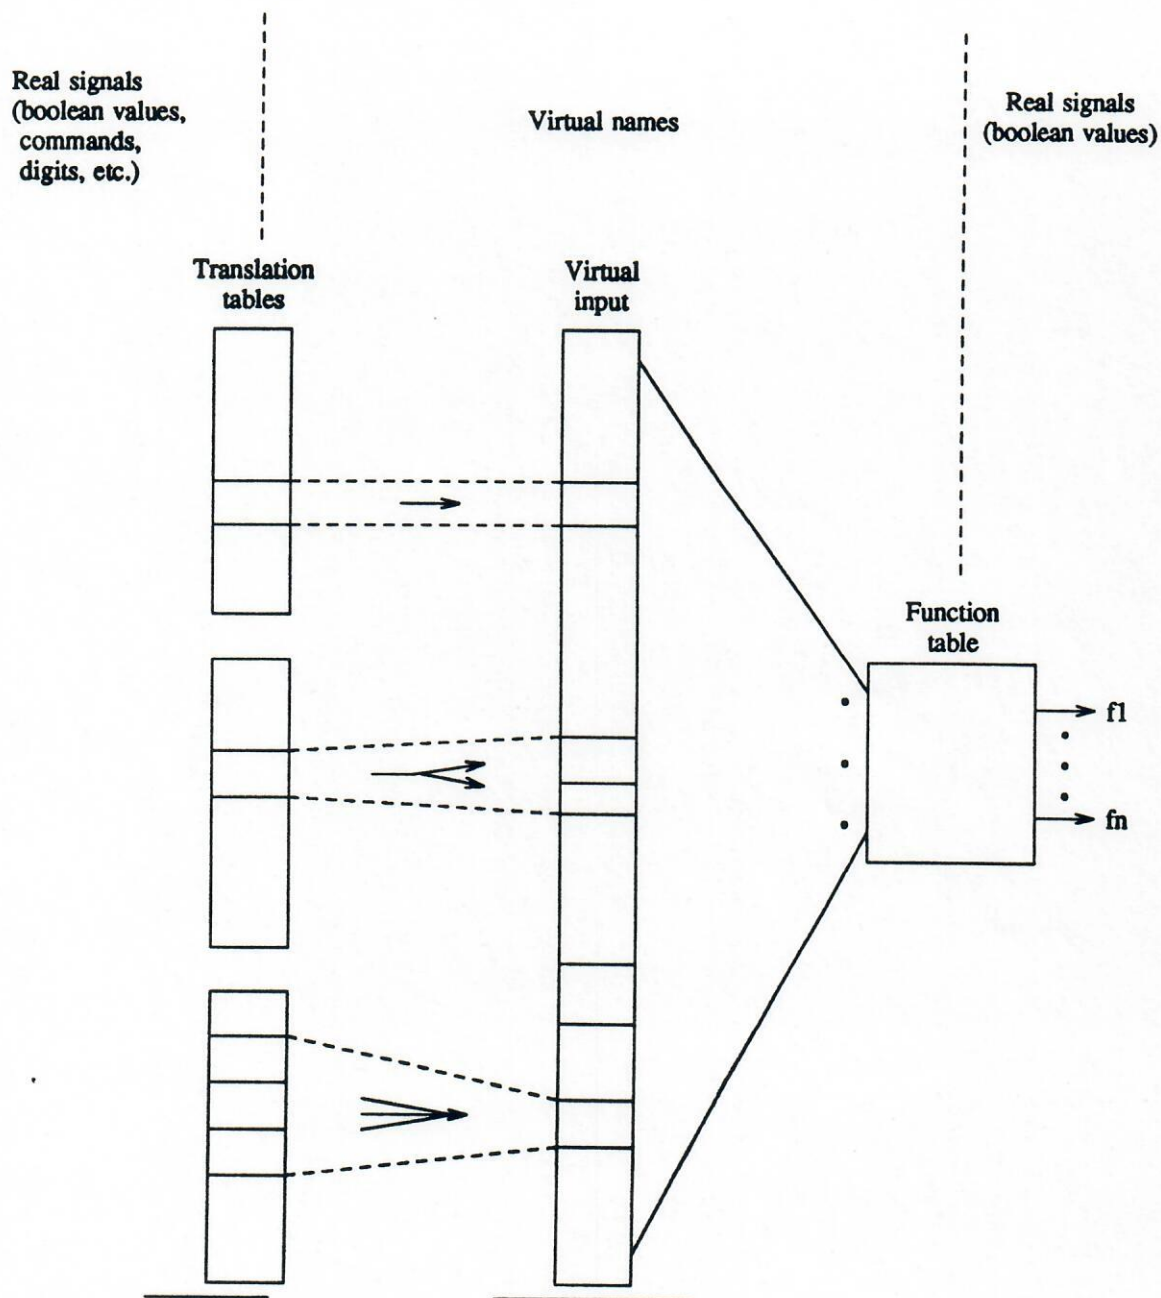 Real signals
(boolean values,
commands,
digits, etc.)
Virtual names
Real signals
(boolean values)
Translation
tables
Virtual
input
Function
table
f1
fn